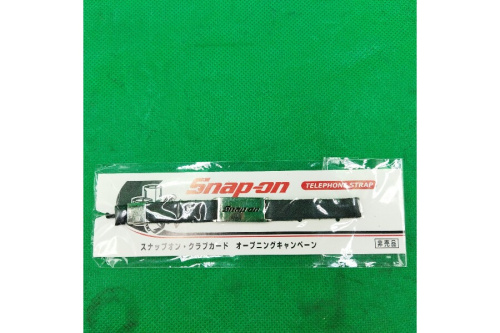 Snap-on
TELEPHONE STRAP
Snap-on
スナップオン・クラブカード オープニングキャンペーン
非売品